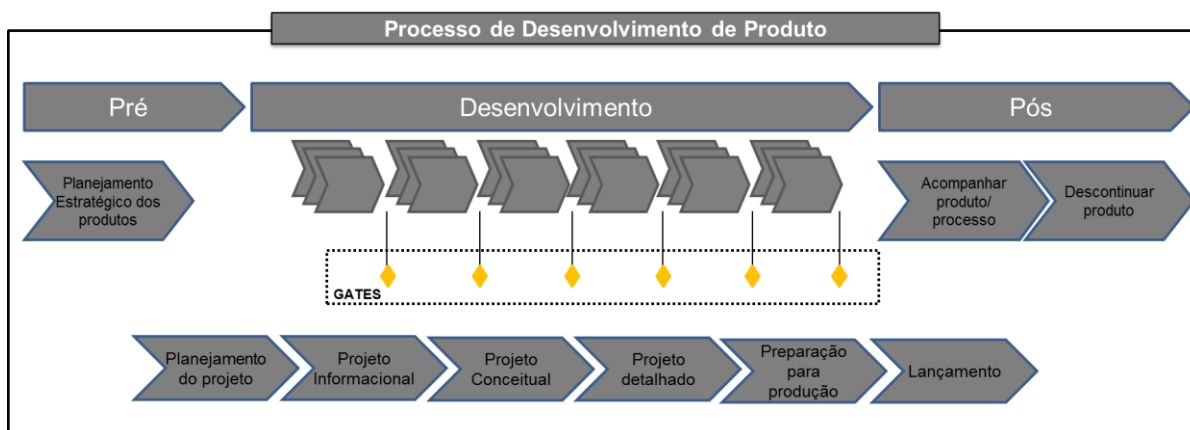 Processo de Desenvolvimento de Produto
Pré
Desenvolvimento
Pós
Planejamento
Estratégico dos
produtos
Acompanhar
produto/
processo
Descontinuar
produto
GATES
Planejamento
do projeto
Projeto
Informacional
Projeto
Conceitual
Projeto
detalhado
Preparação
para
produção
Lançamento